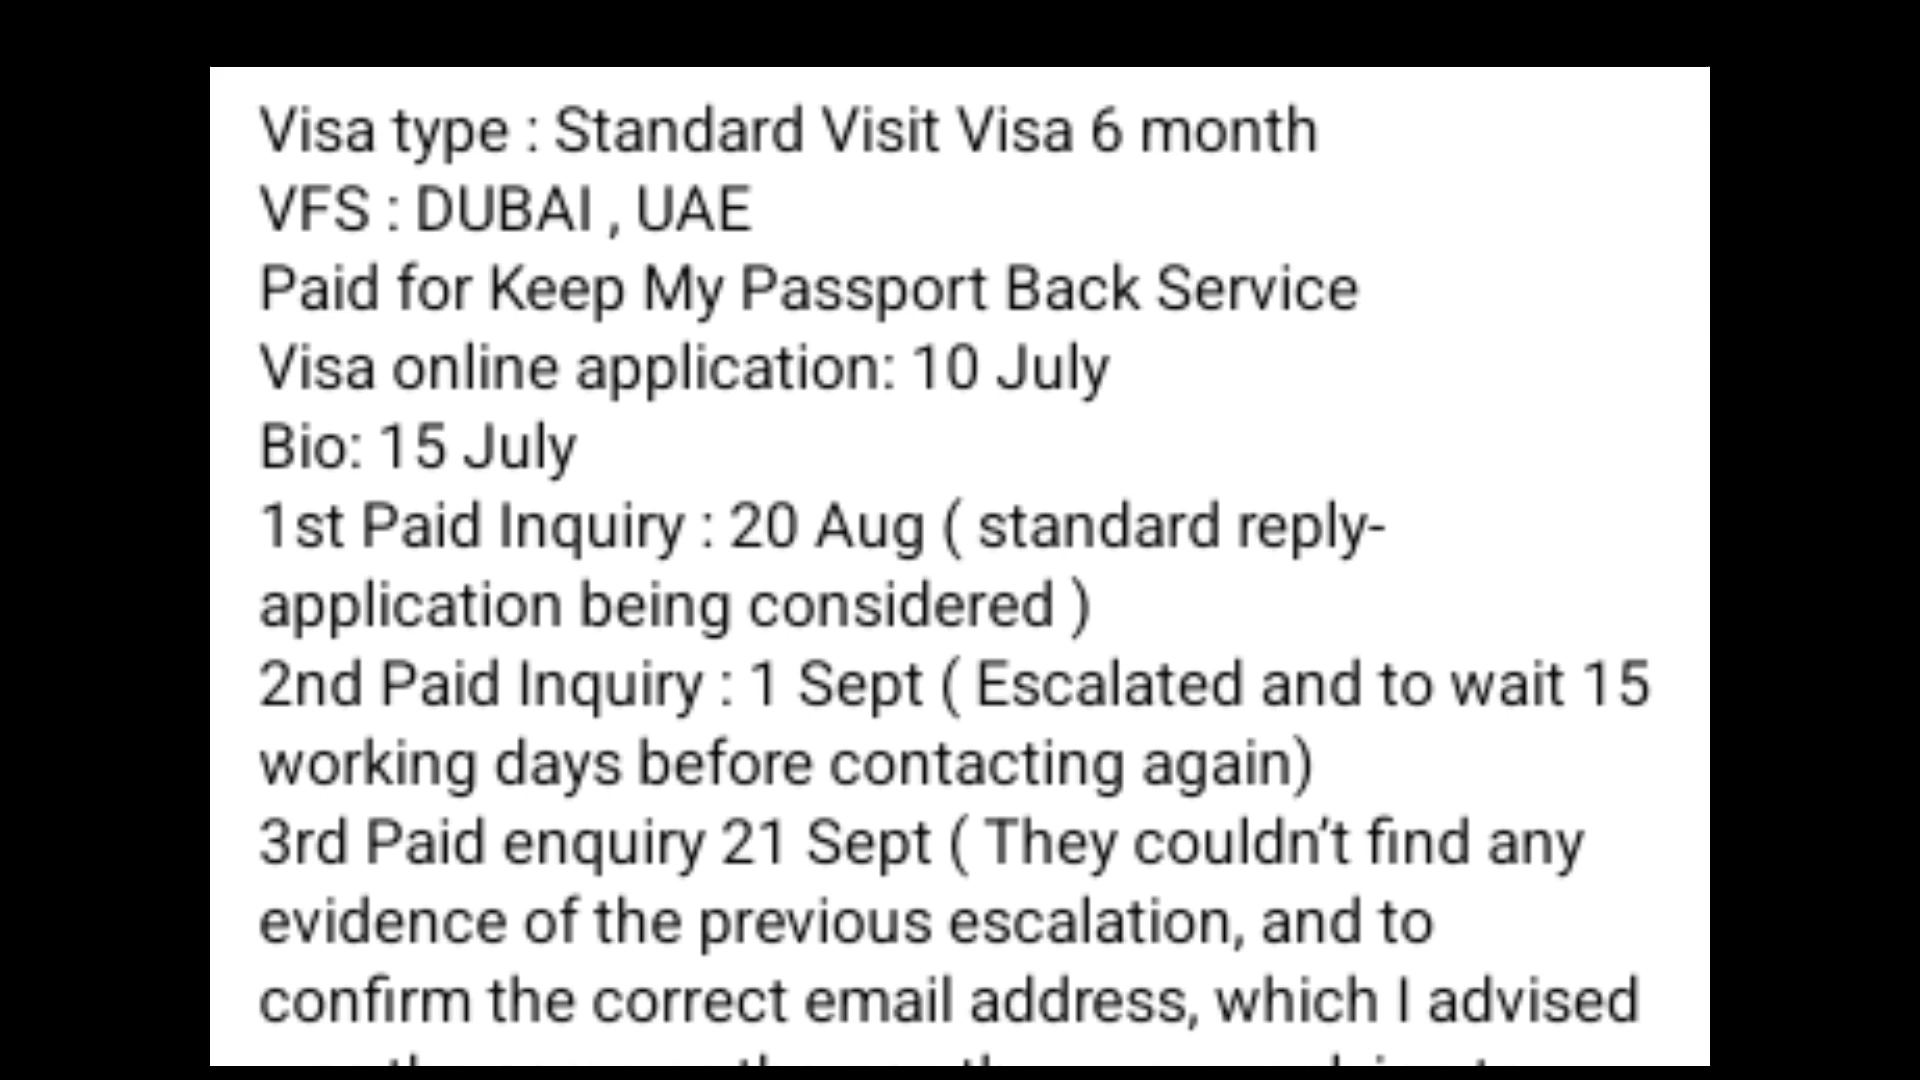 Visa type : Standard Visit Visa 6 month
VFS : DUBAI , UAE
Paid for Keep My Passport Back Service
Visa online application: 10 July
Bio: 15 July
1st Paid Inquiry : 20 Aug ( standard reply-
application being considered )
2nd Paid Inquiry : 1 Sept ( Escalated and to wait 15
working days before contacting again)
3rd Paid enquiry 21 Sept ( They couldn’t find any
evidence of the previous escalation, and to
confirm the correct email address, which I advised